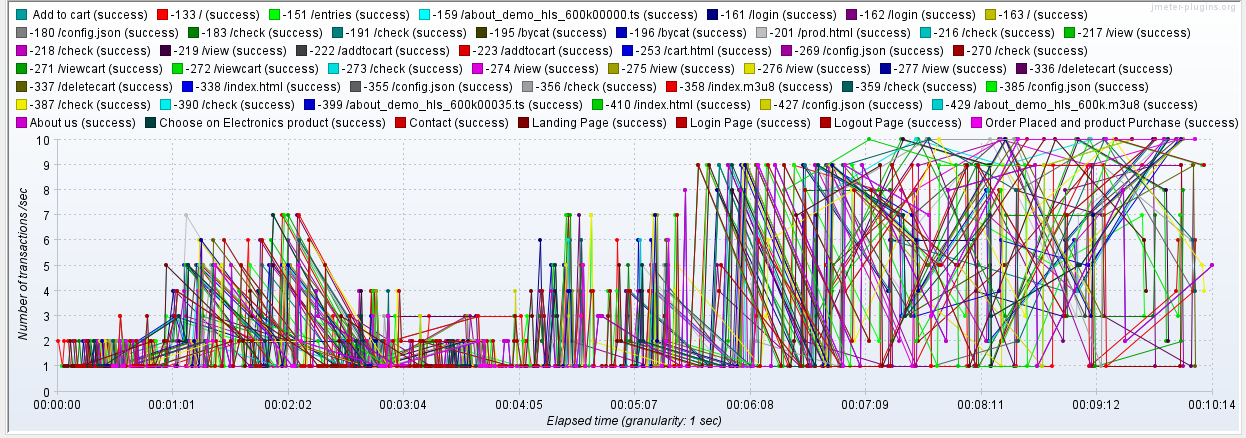 jmeter-plugins.org
Add to cart (success) -133 / (success) -151 /entries (success) -159 /about_demo_hls_600k00000.ts (success) -161 /login (success) -162 /login (success) -163 / (success)
-180 /config.json (success) -183 /check (success) -191 /check (success) -195 /bycat (success) -196 /bycat (success) -201 /prod.html (success) -216 /check (success) -217 /view (success)
-218 /check (success) -219 /view (success) -222 /addtocart (success) -223 /addtocart (success) -253 /cart.html (success) -269 /config.json (success) -270 /check (success)
-271 /viewcart (success) -272 /viewcart (success) -273 /check (success) -274 /view (success) -275 /view (success) -276 /view (success) -277 /view (success) -336 /deletecart (success)
-337 /deletecart (success) -338 /index.html (success) -355 /config.json (success) -356 /check (success) -358 /index.m3u8 (success) -359 /check (success) -385 /config.json (success)
-387 /check (success) -390 /check (success) -399 /about_demo_hls_600k00035.ts (success) -410 /index.html (success) -427 /config.json (success) -429 /about_demo_hls_600k.m3u8 (success)
About us (success) Choose on Electronics product (success) Contact (success) Landing Page (success) Login Page (success) Logout Page (success) Order Placed and product Purchase (success)
Number of transactions /sec
10
9
8
7
6
5
4
3
2
1
0
00:00:00 00:01:01 00:02:02 00:03:04 00:04:05 00:05:07 00:06:08 00:07:09 00:08:11 00:09:12 00:10:14
Elapsed time (granularity: 1 sec)